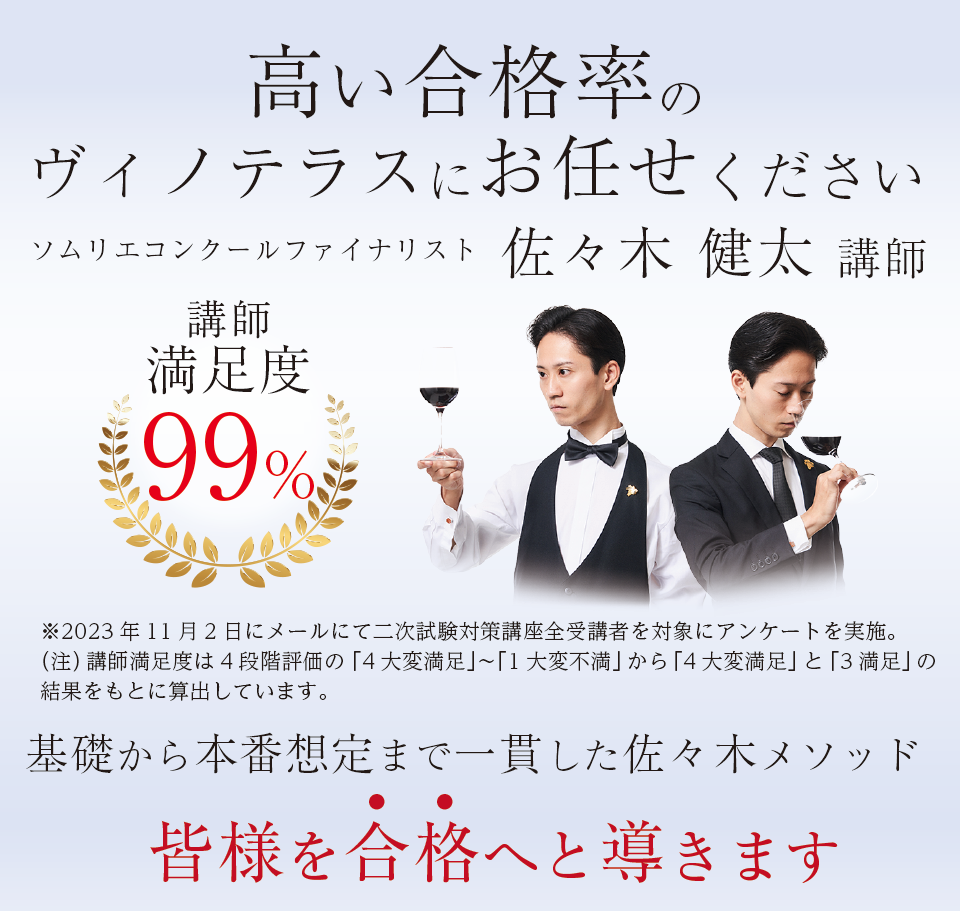 高い合格率の
ヴィノテラスにお任せください
ソムリエコンクールファイナリスト 佐々木 健太 講師
講師
満足度
99%
※2023年11月2日にメールにて二次試験対策講座全受講者を対象にアンケートを実施。
(注)講師満足度は4段階評価の「4大変満足」~「1大変不満」から「4大変満足」と「3満足」の
結果をもとに算出しています。
基礎から本番想定まで一貫した佐々木メソッド
皆様を合格へと導きます